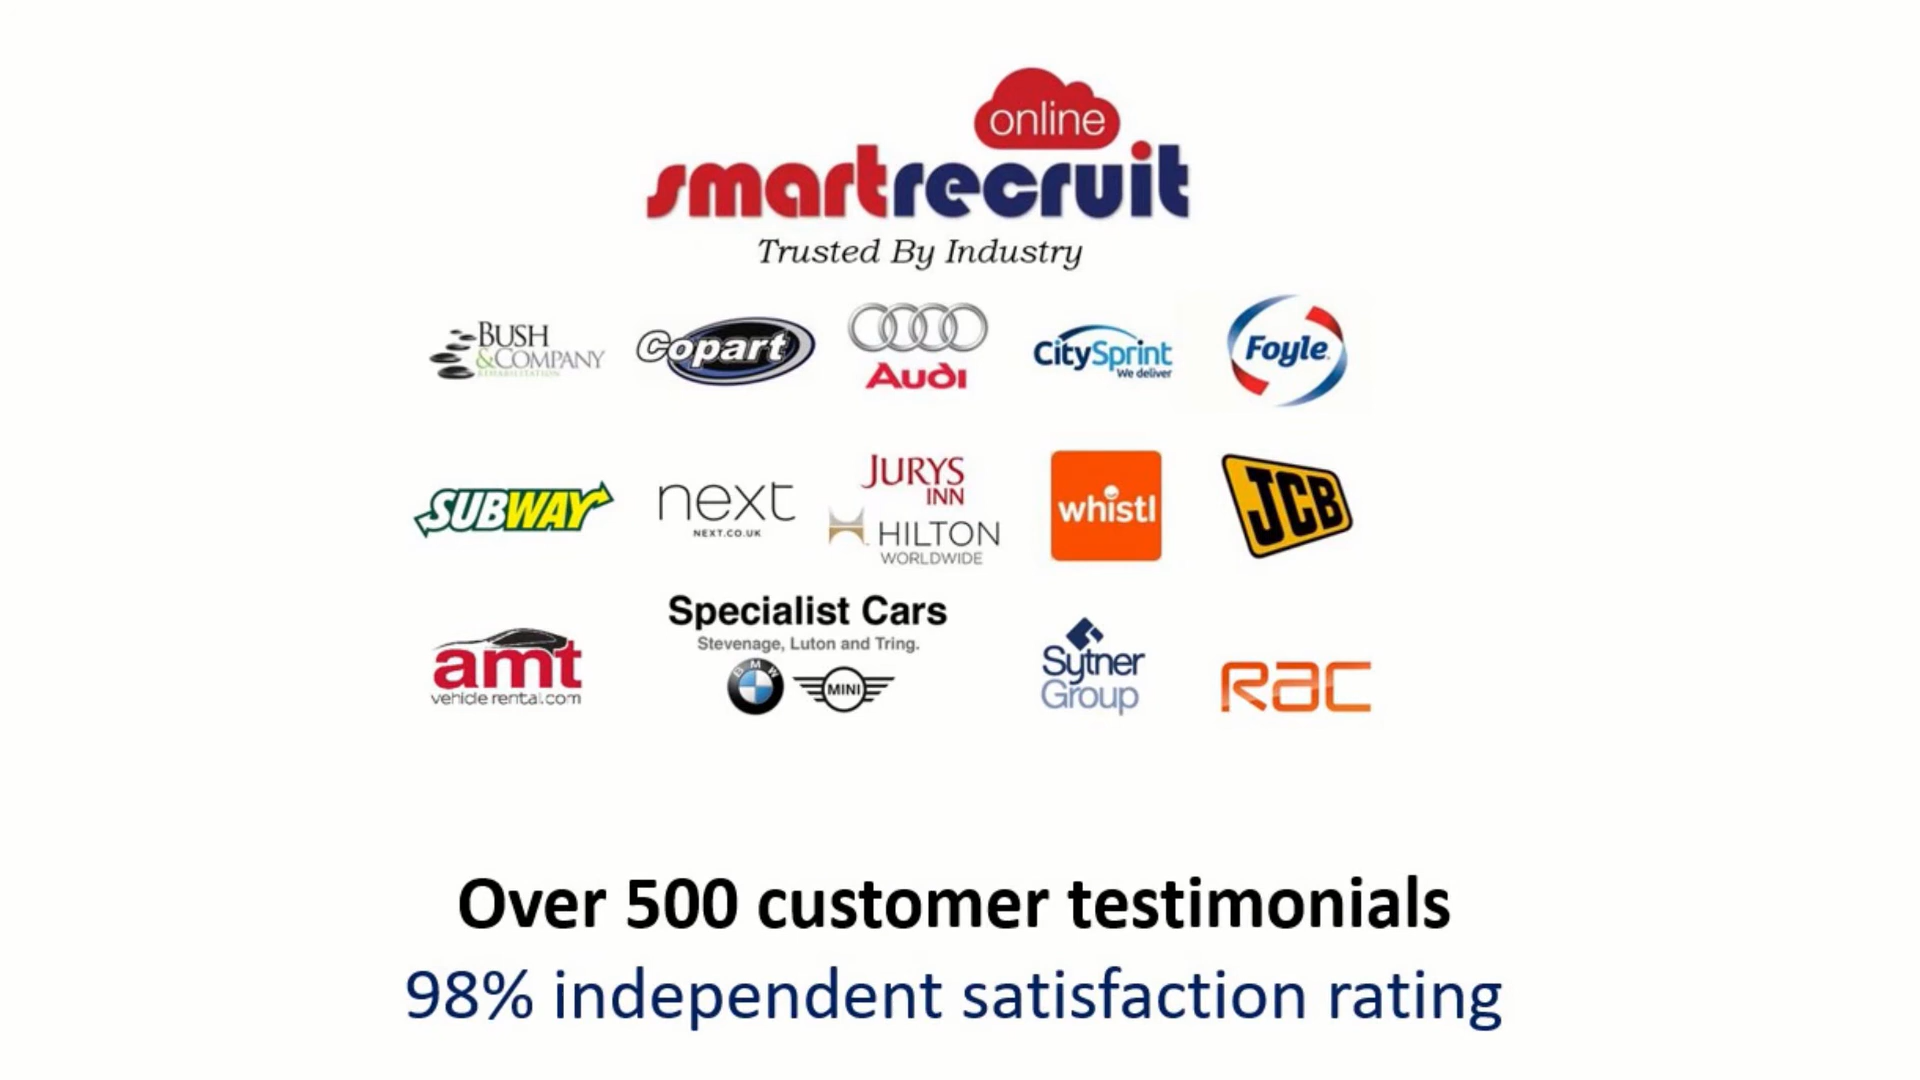 online
smartrecruit
Trusted By Industry
BUSH
&COMPANY
REHABILITATION
Copart
Audi
CitySprint
We deliver
Foyle
SUBWAY
next
NEXT.CO.UK
JURYS
INN
HILTON
WORLDWIDE
whistl
JCB
amt
vehicle rental.com
Specialist Cars
Stevenage, Luton and Tring.
BMW
MINI
Sytner
Group
RAC
Over 500 customer testimonials
98% independent satisfaction rating